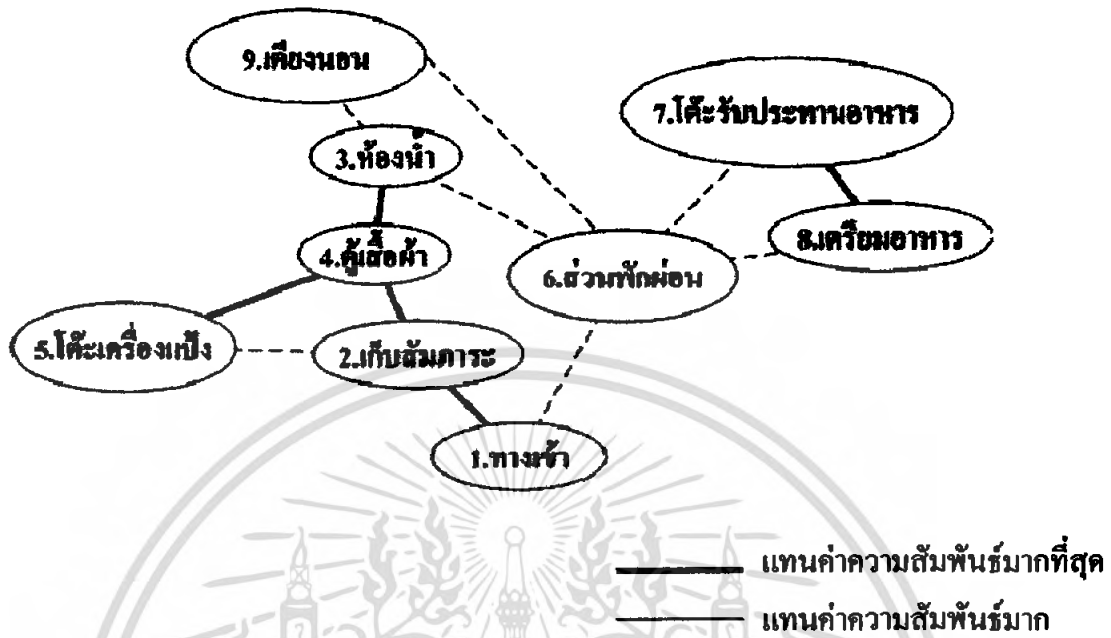 9.เตียงนอน
7.โต๊ะรับประทานอาหาร
3.ห้องน้ำ
8.เตรียมอาหาร
4.ตู้เสื้อผ้า
6.ส่วนพักผ่อน
5.โต๊ะเครื่องแป้ง
2.เก็บสัมภาระ
1.ทางเข้า
แทนค่าความสัมพันธ์มากที่สุด
แทนค่าความสัมพันธ์มาก